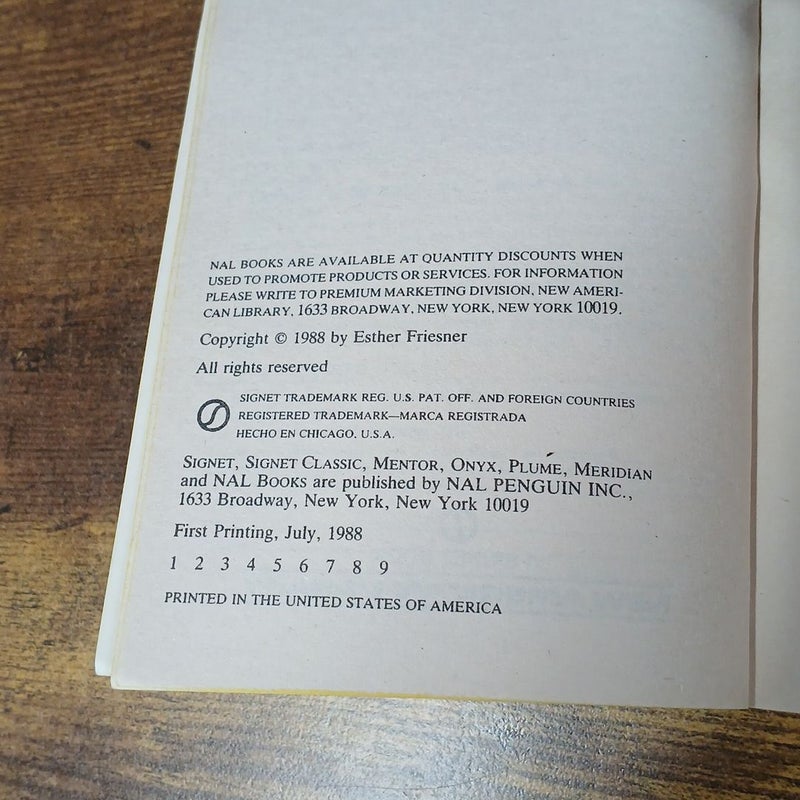 NAL BOOKS ARE AVAILABLE AT QUANTITY DISCOUNTS WHEN
USED TO PROMOTE PRODUCTS OR SERVICES. FOR INFORMATION
PLEASE WRITE TO PREMIUM MARKETING DIVISION, NEW AMERI-
CAN LIBRARY, 1633 BROADWAY, NEW YORK, NEW YORK 10019.
Copyright © 1988 by Esther Friesner
All rights reserved
SIGNET TRADEMARK REG. U.S. PAT. OFF. AND FOREIGN COUNTRIES
REGISTERED TRADEMARK—MARCA REGISTRADA
HECHO EN CHICAGO, U.S.A.
SIGNET, SIGNET CLASSIC, MENTOR, ONYX, PLUME, MERIDIAN
and NAL BOOKS are published by NAL PENGUIN INC.,
1633 Broadway, New York, New York 10019
First Printing, July, 1988
1 2 3 4 5 6 7 8 9
PRINTED IN THE UNITED STATES OF AMERICA